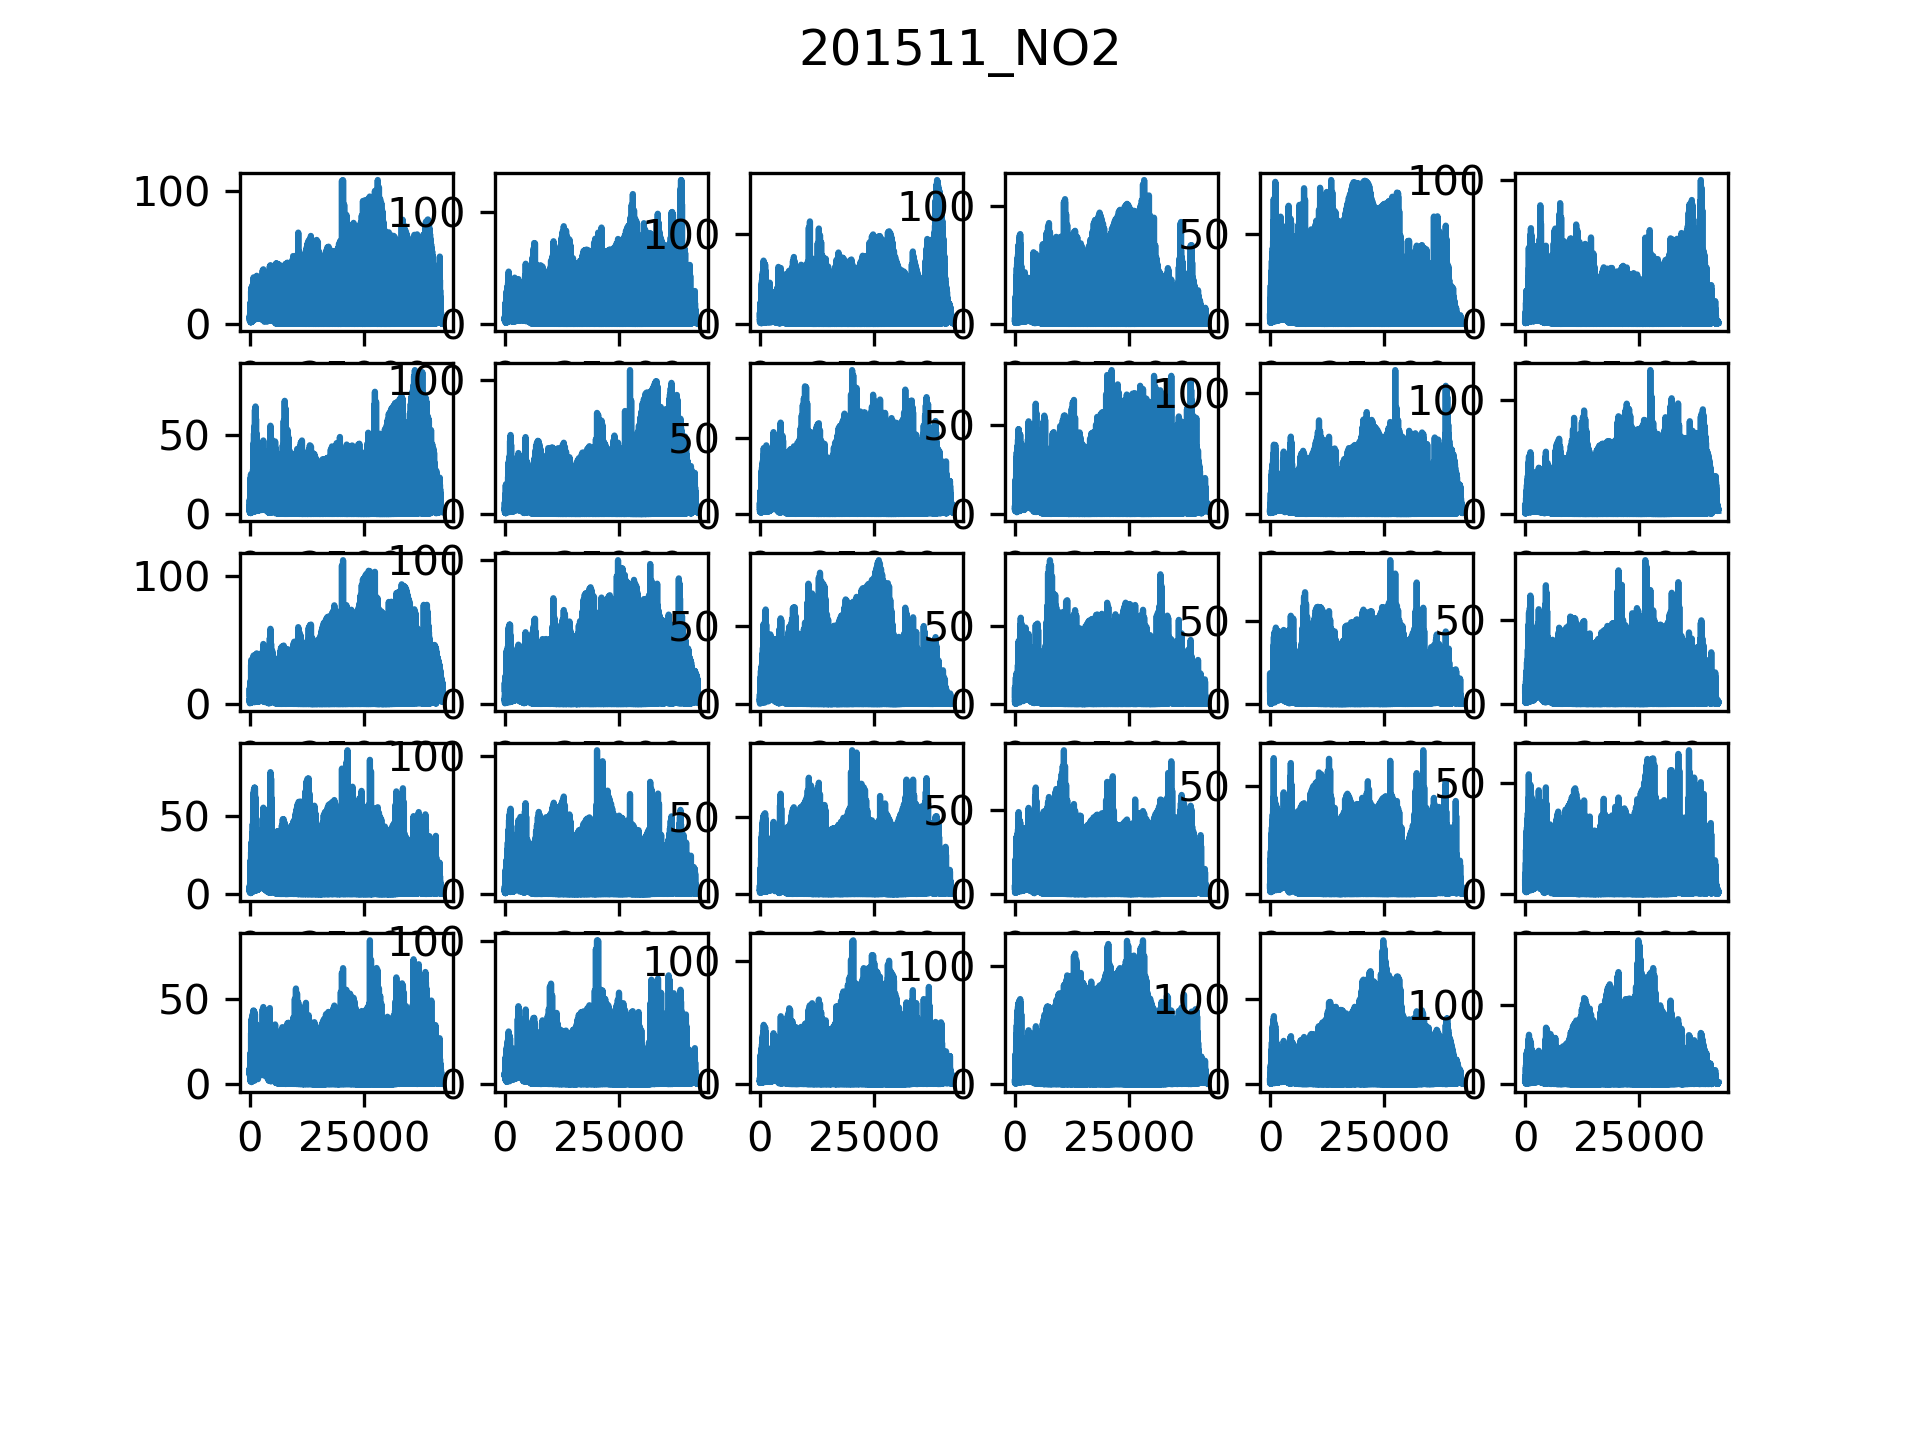 201511_NO2
100 0 100 0 100 0 100 0 50 0 100 0
50 0 100 0 50 0 50 0 100 0 100 0
100 0 100 0 50 0 50 0 50 0 50 0
50 0 100 0 50 0 50 0 50 0 50 0
50 0 100 0 100 0 100 0 100 0 100 0
0 25000 0 25000 0 25000 0 25000 0 25000 0 25000